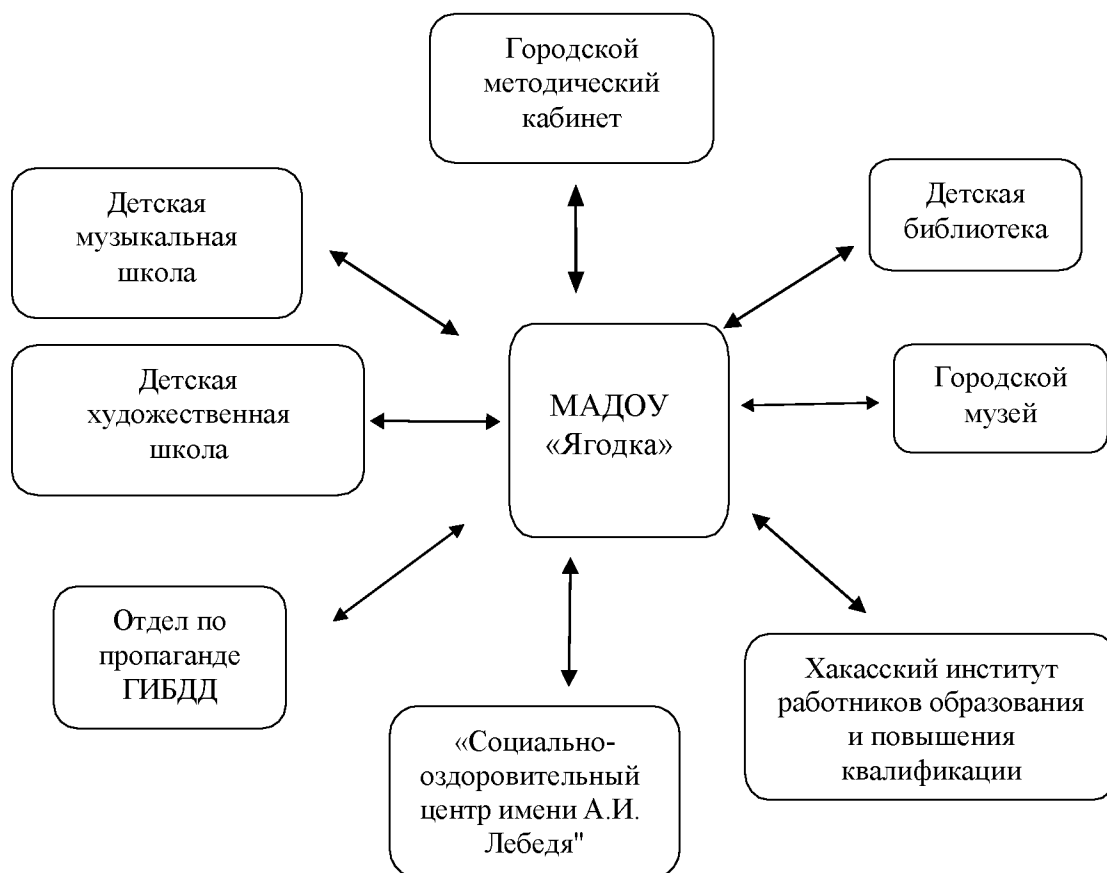 Городской
методический
кабинет
Детская
музыкальная
школа
Детская
библиотека
Детская
художественная
школа
МАДОУ
«Ягодка»
Городской
музей
Отдел по
пропаганде
ГИБДД
«Социально-
оздоровительный
центр имени А.И.
Лебедя"
Хакасский институт
работников образования
и повышения
квалификации